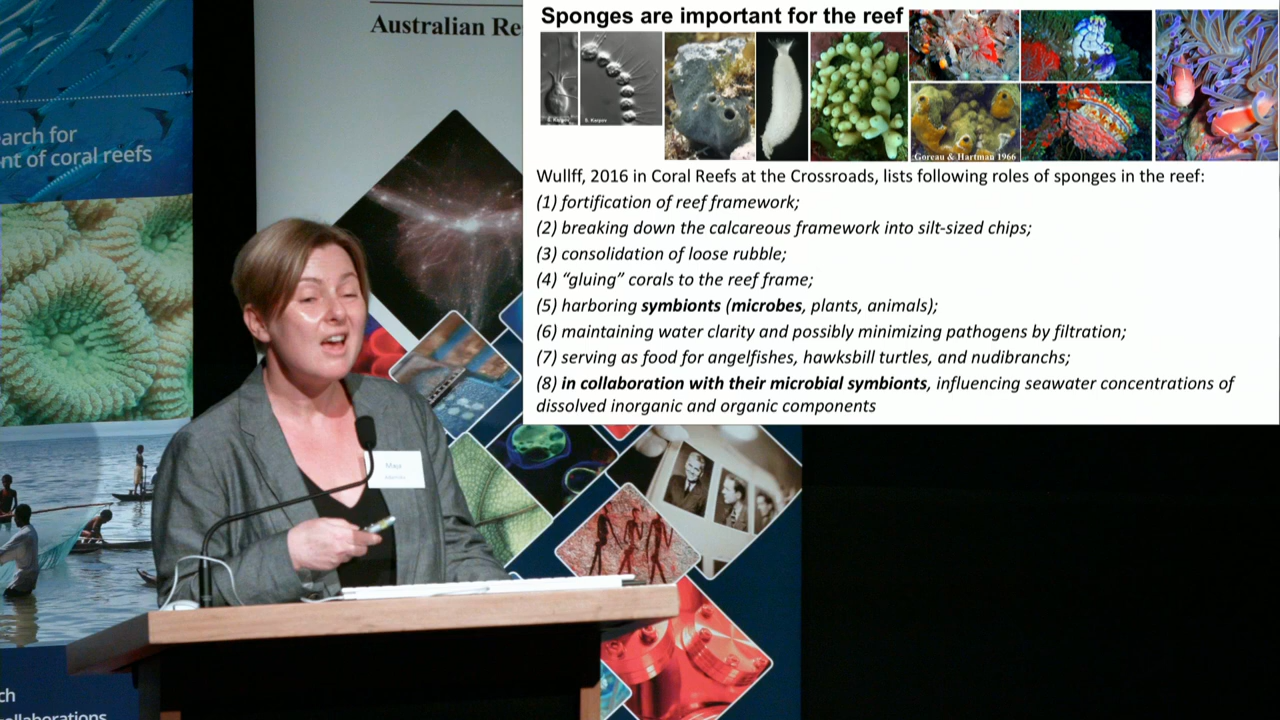 Australian Re
arch for
nt of coral reefs
ch
ollaborations
Maja
Sponges are important for the reef
S. Karpov
S. Karpov
Goreau & Hartman 1966
Wullff, 2016 in Coral Reefs at the Crossroads, lists following roles of sponges in the reef:
(1) fortification of reef framework;
(2) breaking down the calcareous framework into silt-sized chips;
(3) consolidation of loose rubble;
(4) “gluing” corals to the reef frame;
(5) harboring symbionts (microbes, plants, animals);
(6) maintaining water clarity and possibly minimizing pathogens by filtration;
(7) serving as food for angelfishes, hawksbill turtles, and nudibranchs;
(8) in collaboration with their microbial symbionts, influencing seawater concentrations of
dissolved inorganic and organic components